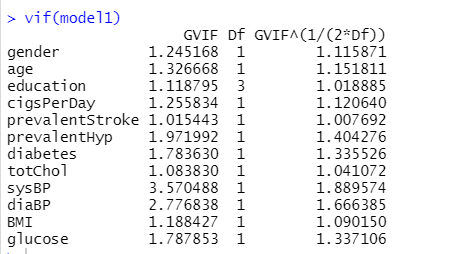 > vif(model1)
GVIF Df GVIF^(1/(2*Df))
gender 1.245168 1 1.115871
age 1.326668 1 1.151811
education 1.118795 3 1.018885
cigsPerDay 1.255834 1 1.120640
prevalentStroke 1.015443 1 1.007692
prevalentHyp 1.971992 1 1.404276
diabetes 1.783630 1 1.335526
totChol 1.083830 1 1.041072
sysBP 3.570488 1 1.889574
diaBP 2.776838 1 1.666385
BMI 1.188427 1 1.090150
glucose 1.787853 1 1.337106